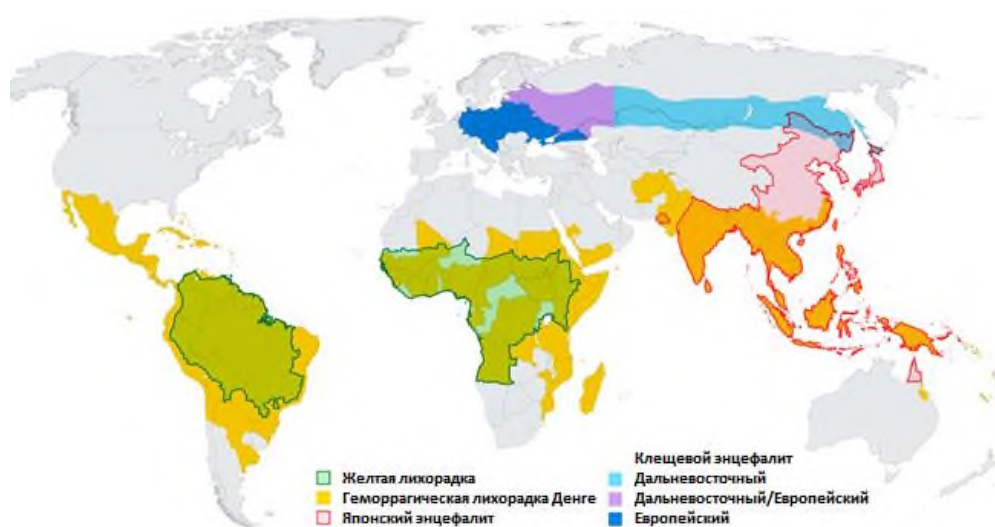 Желтая лихорадка
Геморрагическая лихорадка Денге
Японский энцефалит
Клещевой энцефалит
Дальневосточный
Дальневосточный/Европейский
Европейский